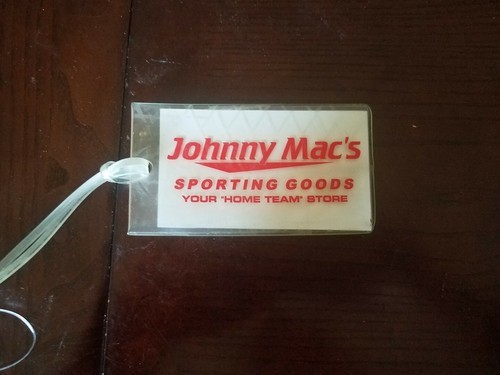 Johnny Mac's
SPORTING GOODS
YOUR "HOME TEAM" STORE